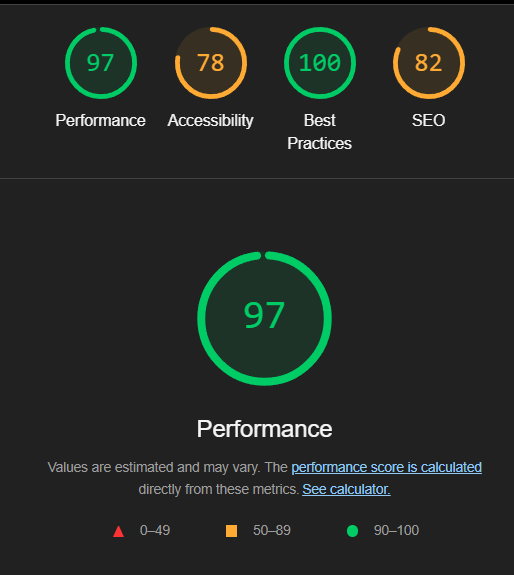 97 78 100 82
Performance Accessibility Best Practices SEO
97
Performance
Values are estimated and may vary. The performance score is calculated
directly from these metrics. See calculator.
0–49 50–89 90–100